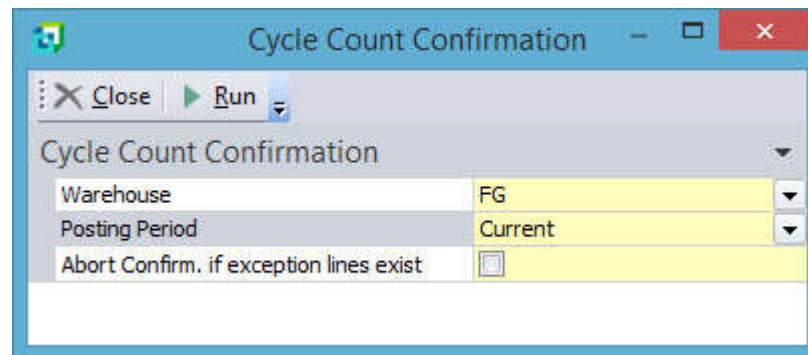 Cycle Count Confirmation
Close Run
Cycle Count Confirmation
Warehouse FG
Posting Period Current
Abort Confirm. if exception lines exist